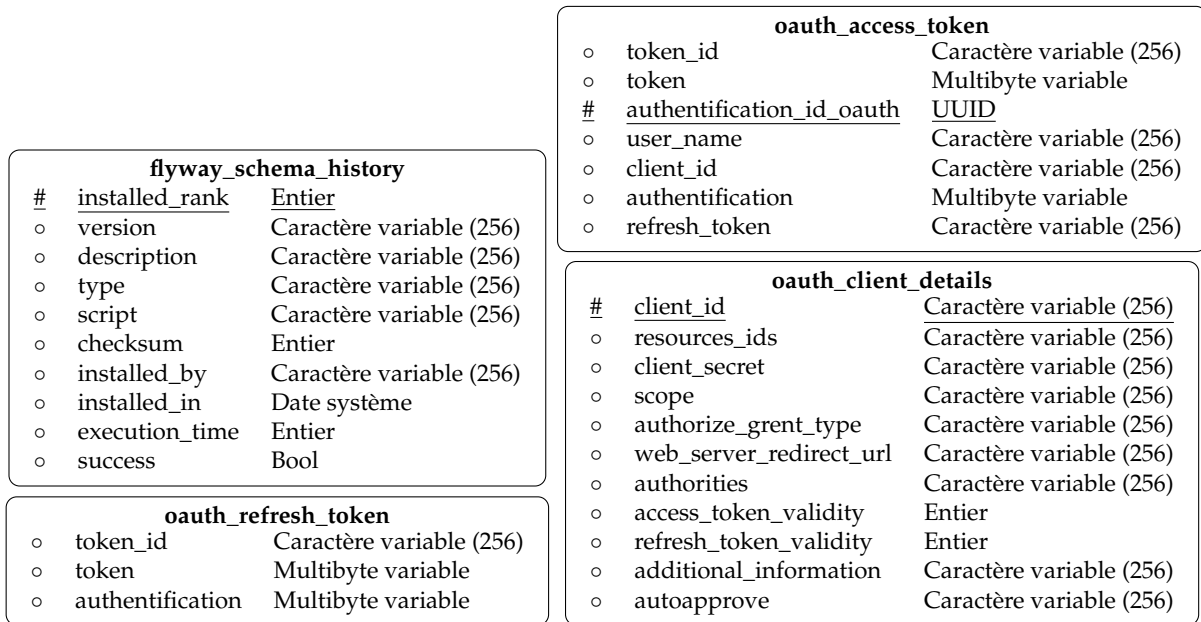 oauth_access_token
○ token_id Caractère variable (256)
○ token Multibyte variable
# authentification_id_oauth UUID
○ user_name Caractère variable (256)
○ client_id Caractère variable (256)
○ authentification Multibyte variable
○ refresh_token Caractère variable (256)
flyway_schema_history
# installed_rank Entier
○ version Caractère variable (256)
○ description Caractère variable (256)
○ type Caractère variable (256)
○ script Caractère variable (256)
○ checksum Entier
○ installed_by Caractère variable (256)
○ installed_in Date système
○ execution_time Entier
○ success Bool
oauth_client_details
# client_id Caractère variable (256)
○ resources_ids Caractère variable (256)
○ client_secret Caractère variable (256)
○ scope Caractère variable (256)
○ authorize_grent_type Caractère variable (256)
○ web_server_redirect_url Caractère variable (256)
○ authorities Caractère variable (256)
○ access_token_validity Entier
○ refresh_token_validity Entier
○ additional_information Caractère variable (256)
○ autoapprove Caractère variable (256)
oauth_refresh_token
○ token_id Caractère variable (256)
○ token Multibyte variable
○ authentification Multibyte variable